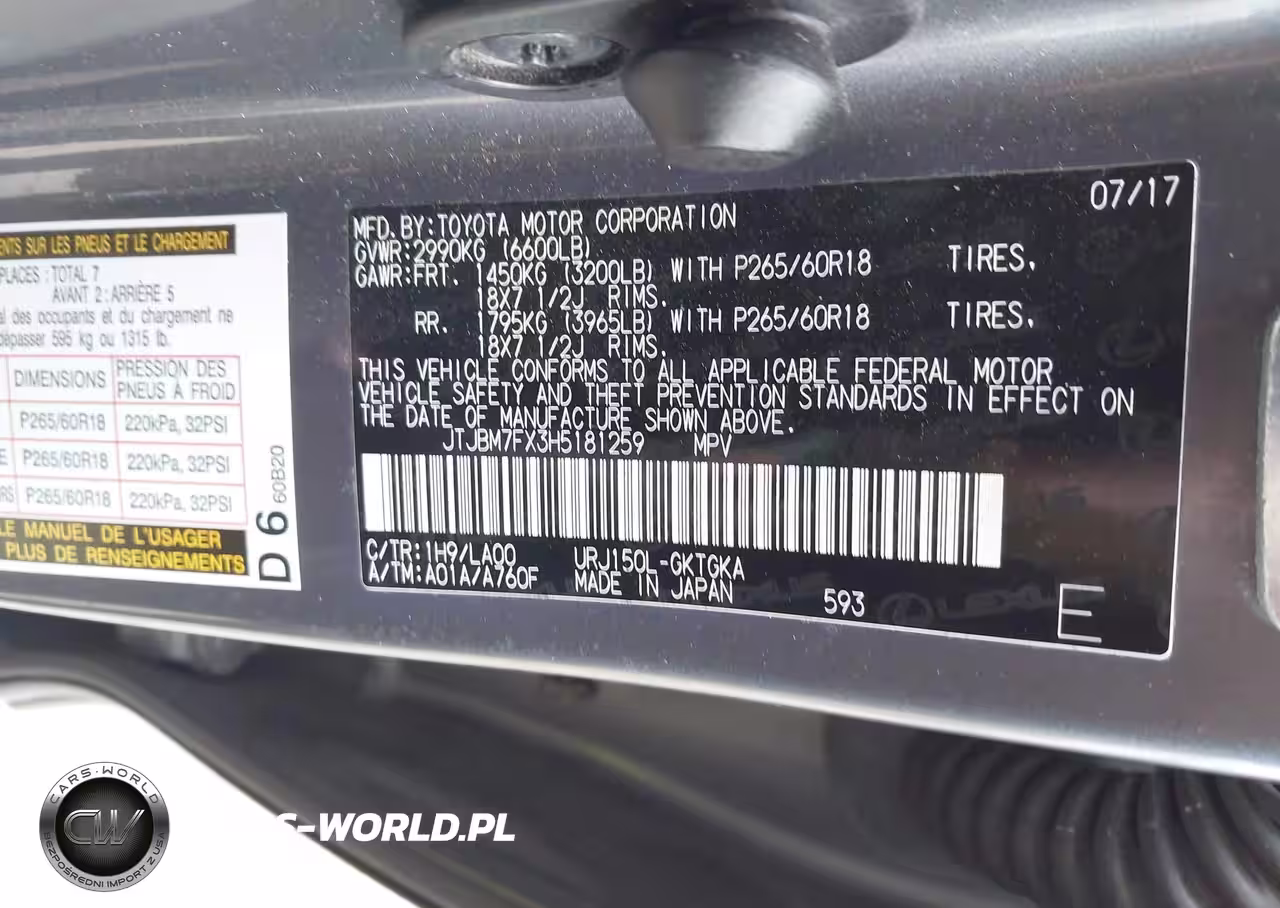 ENTS SUR LES PNEUS ET LE CHARGEMENT
PLACES : TOTAL 7
AVANT 2 : ARRIÈRE 5
al des occupants et du chargement ne
dépasser 595 kg ou 1315 lb.
DIMENSIONS PRESSION DES PNEUS À FROID
P265/60R18 220kPa, 32PSI
E P265/60R18 220kPa, 32PSI
RS P265/60R18 220kPa, 32PSI
LE MANUEL DE L'USAGER
PLUS DE RENSEIGNEMENTS
D 6 60B20
07/17
MFD. BY: TOYOTA MOTOR CORPORATION
GVWR: 2990KG (6600LB)
GAWR: FRT. 1450KG (3200LB) WITH P265/60R18 TIRES,
18X7 1/2J RIMS.
RR. 1795KG (3965LB) WITH P265/60R18 TIRES,
18X7 1/2J RIMS.
THIS VEHICLE CONFORMS TO ALL APPLICABLE FEDERAL MOTOR
VEHICLE SAFETY AND THEFT PREVENTION STANDARDS IN EFFECT ON
THE DATE OF MANUFACTURE SHOWN ABOVE.
JTJBM7FX3H5181259 MPV
C/TR: 1H9/LA00 URJ150L-GKTGKA
A/TM: A01A/A760F MADE IN JAPAN
593
E
LEXUS
CARS-WORLD
CW
BEZPOŚREDNI IMPORT Z USA
S-WORLD.PL